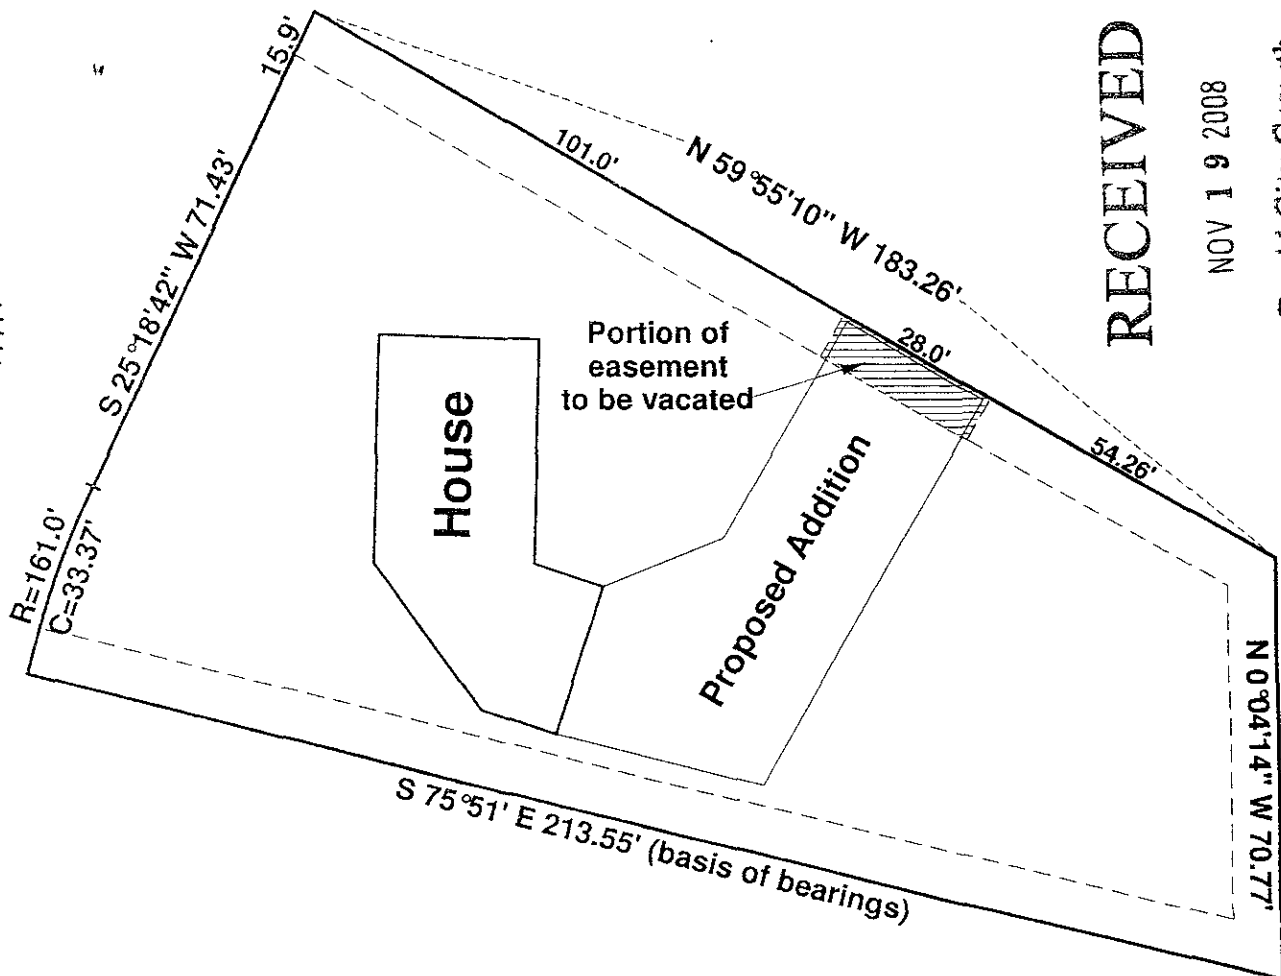 15.9'
101.0'
N 59°55'10" W 183.26'
S 25°18'42" W 71.43'
R=161.0'
C=33.37'
Portion of
easement
to be vacated
28.0'
54.26'
House
Proposed Addition
S 75°51' E 213.55' (basis of bearings)
N 0°04'14" W 70.77'
RECEIVED
NOV 19 2008